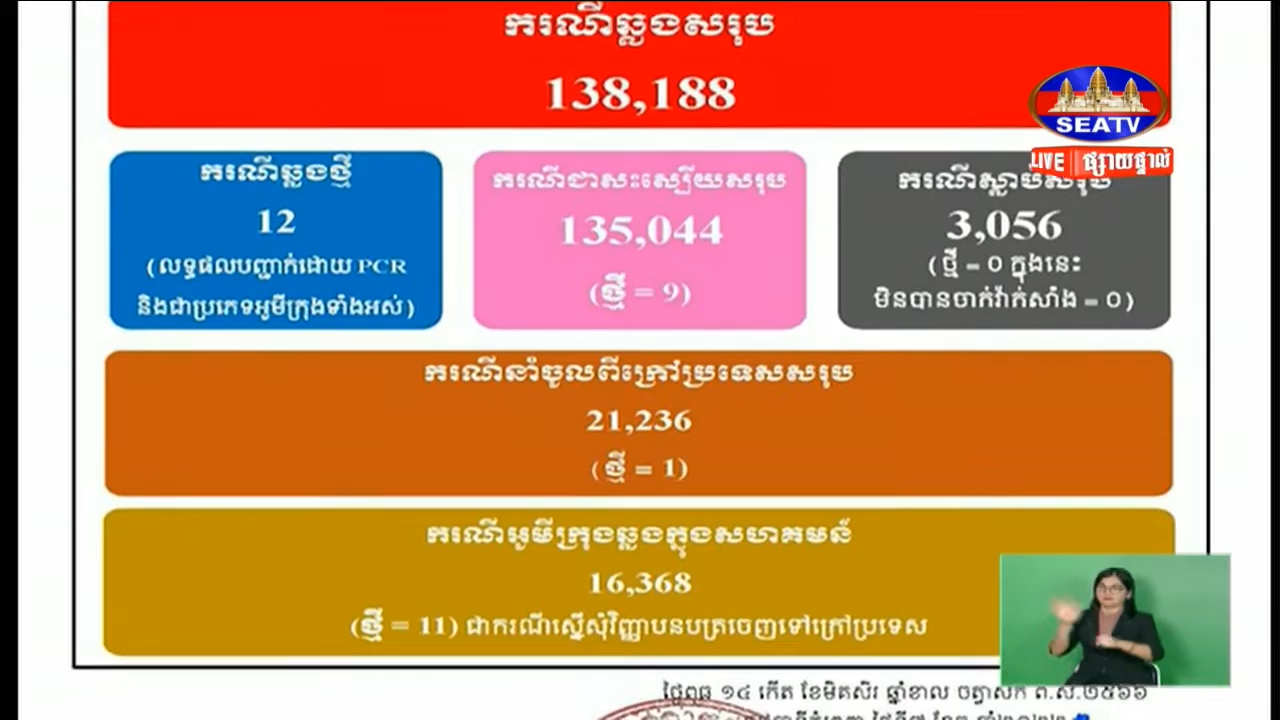 ករណីឆ្លងសរុប
138,188
SEATV
LIVE ផ្សាយផ្ទាល់
ករណីឆ្លងថ្មី
12
(លទ្ធផលបញ្ជាក់ដោយ PCR
និងជាប្រភេទអូមីក្រុងទាំងអស់)
ករណីជាសះស្បើយសរុប
135,044
(ថ្មី = 9)
ករណីស្លាប់សរុប
3,056
(ថ្មី = ០ ក្នុងនេះ
មិនបានចាក់វ៉ាក់សាំង = ០)
ករណីនាំចូលពីក្រៅប្រទេសសរុប
21,236
(ថ្មី = 1)
ករណីអូមីក្រុងឆ្លងក្នុងសហគមន៍
16,368
(ថ្មី = 11) ជាករណីស្នើសុំវិញ្ញាបនបត្រចេញទៅក្រៅប្រទេស
ថ្ងៃពុធ ១៤ កើត ខែមិគសិរ ឆ្នាំខាល ចត្វាស័ក ព.ស.២៥៦៦